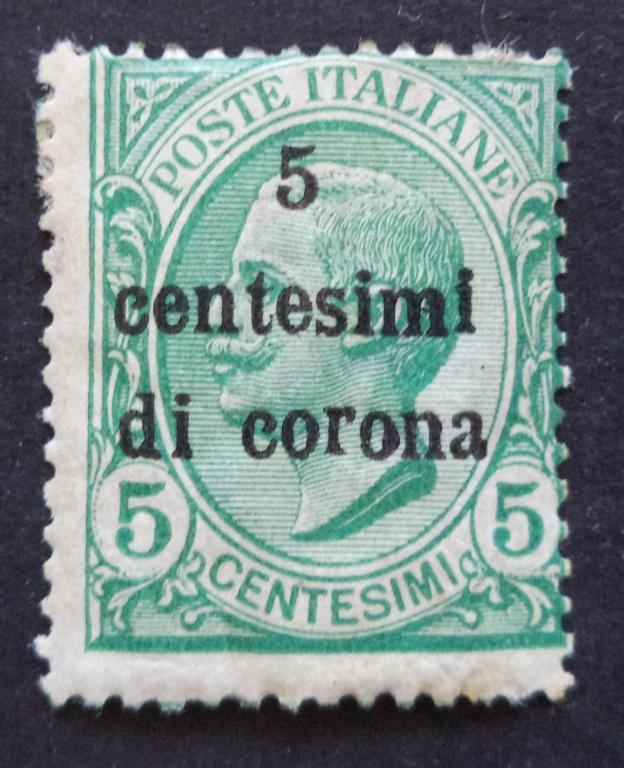 POSTE ITALIANE
5
centesimi
di corona
5 5
CENTESIMI